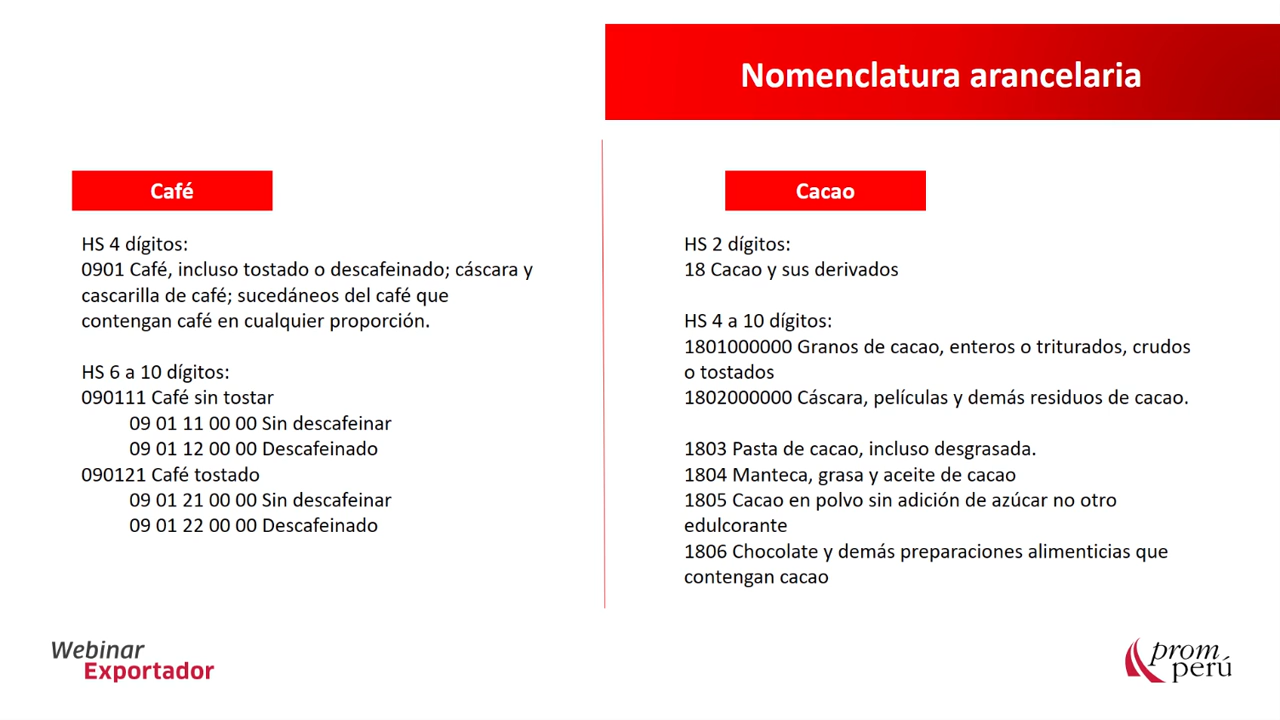 Nomenclatura arancelaria
Café
HS 4 dígitos:
0901 Café, incluso tostado o descafeinado; cáscara y
cascarilla de café; sucedáneos del café que
contengan café en cualquier proporción.
HS 6 a 10 dígitos:
090111 Café sin tostar
09 01 11 00 00 Sin descafeinar
09 01 12 00 00 Descafeinado
090121 Café tostado
09 01 21 00 00 Sin descafeinar
09 01 22 00 00 Descafeinado
Cacao
HS 2 dígitos:
18 Cacao y sus derivados
HS 4 a 10 dígitos:
1801000000 Granos de cacao, enteros o triturados, crudos
o tostados
1802000000 Cáscara, películas y demás residuos de cacao.
1803 Pasta de cacao, incluso desgrasada.
1804 Manteca, grasa y aceite de cacao
1805 Cacao en polvo sin adición de azúcar no otro
edulcorante
1806 Chocolate y demás preparaciones alimenticias que
contengan cacao
Webinar
Exportador
prom
perú